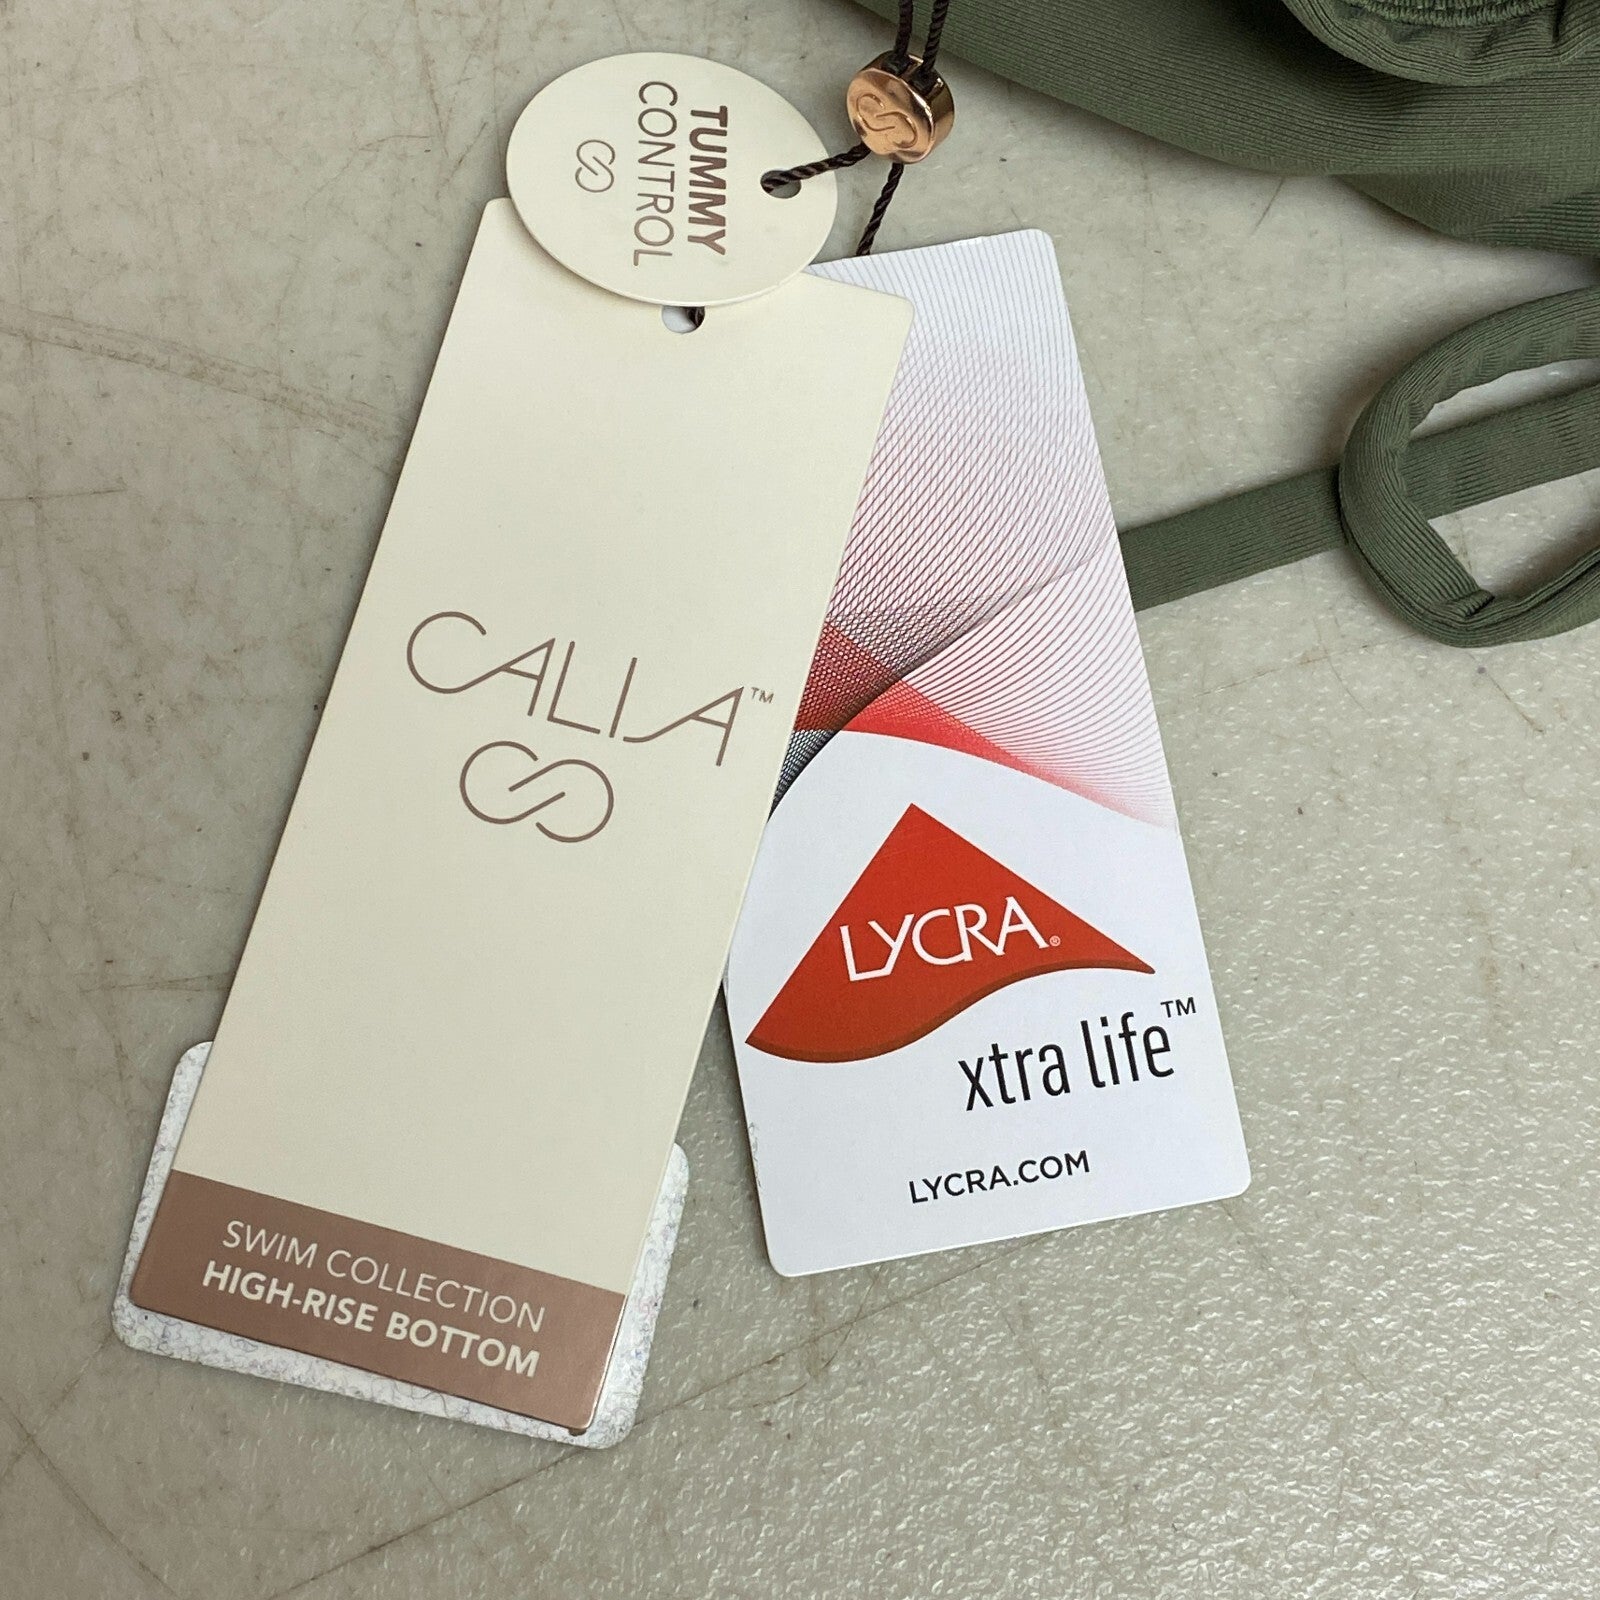 TUMMY
CONTROL
CALIA™
SWIM COLLECTION
HIGH-RISE BOTTOM
LYCRA®
xtra life™
LYCRA.COM